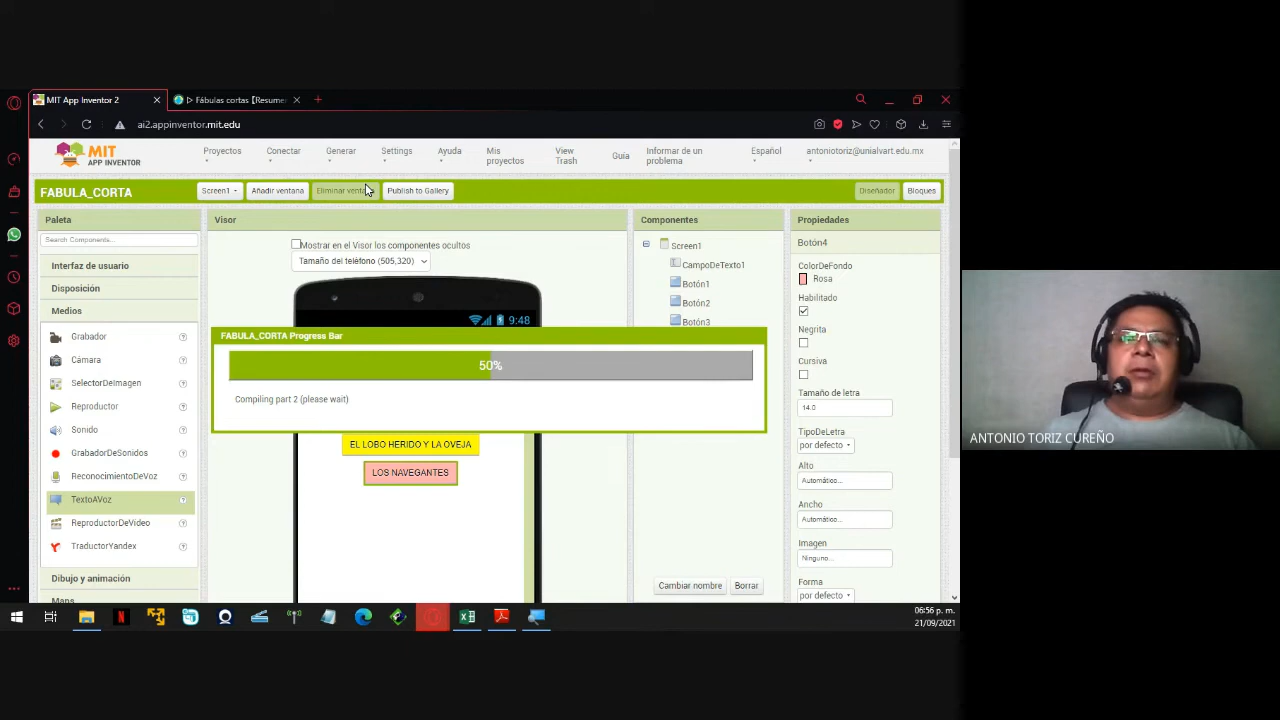 MIT App Inventor 2
Fábulas cortas【Resume
ai2.appinventor.mit.edu
MIT
APP INVENTOR
Proyectos
Conectar
Generar
Settings
Ayuda
Mis
proyectos
View
Trash
Guía
Informar de un
problema
Español
antoniotoriz@unialvart.edu.mx
FABULA_CORTA
Screen1
Añadir ventana
Eliminar venta
Publish to Gallery
Diseñador
Bloques
Paleta
Visor
Componentes
Propiedades
Search Components...
Mostrar en el Visor los componentes ocultos
Tamaño del teléfono (505,320)
Screen1
CampoDeTexto1
Botón1
Botón2
Botón3
Botón4
ColorDeFondo
Rosa
Habilitado
Negrita
Cursiva
Tamaño de letra
14.0
TipoDeLetra
por defecto
Alto
Automático...
Ancho
Automático...
Imagen
Ninguno...
Forma
por defecto
Interfaz de usuario
Disposición
Medios
Grabador
Cámara
SelectorDeImagen
Reproductor
Sonido
GrabadorDeSonidos
ReconocimientoDeVoz
TextoAVoz
ReproductorDeVídeo
TraductorYandex
Dibujo y animación
Maps
9:48
FABULA_CORTA Progress Bar
50%
Compiling part 2 (please wait)
EL LOBO HERIDO Y LA OVEJA
LOS NAVEGANTES
Cambiar nombre
Borrar
06:56 p. m.
21/09/2021
ANTONIO TORIZ CUREÑO